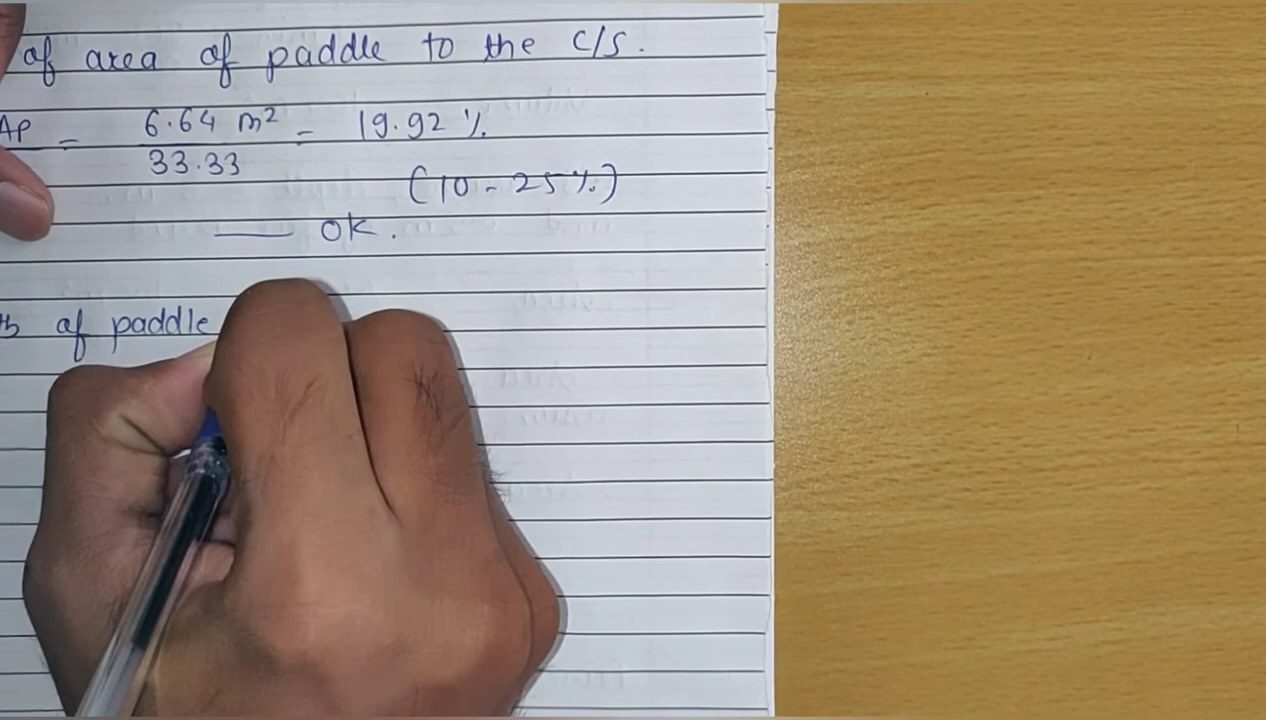 of area of paddle to the c/s.
AP = 6.64 m² = 19.92 %
33.33
(10 - 25 %)
—— OK.
of paddle